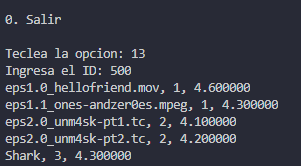 0. Salir
Teclea la opcion: 13
Ingresa el ID: 500
eps1.0_hellofriend.mov, 1, 4.600000
eps1.1_ones-andzer0es.mpeg, 1, 4.300000
eps2.0_unm4sk-pt1.tc, 2, 4.100000
eps2.0_unm4sk-pt2.tc, 2, 4.200000
Shark, 3, 4.300000